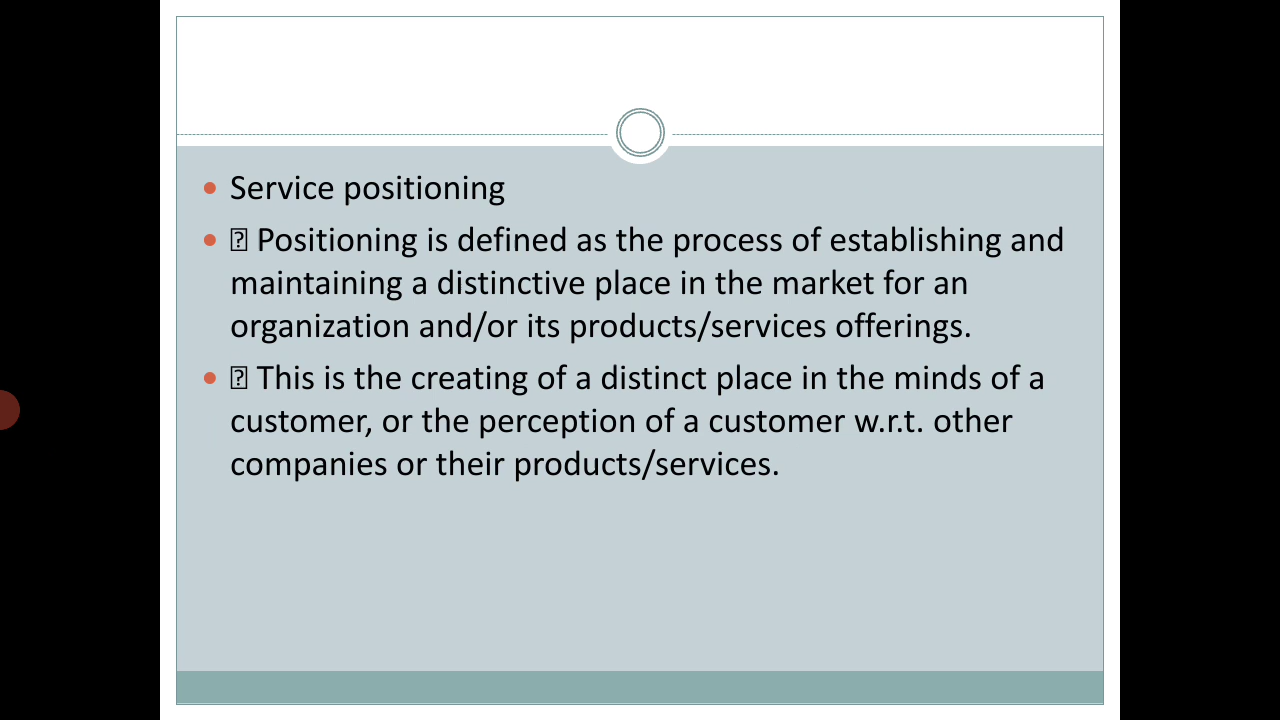 Service positioning
⍰ Positioning is defined as the process of establishing and
maintaining a distinctive place in the market for an
organization and/or its products/services offerings.
⍰ This is the creating of a distinct place in the minds of a
customer, or the perception of a customer w.r.t. other
companies or their products/services.